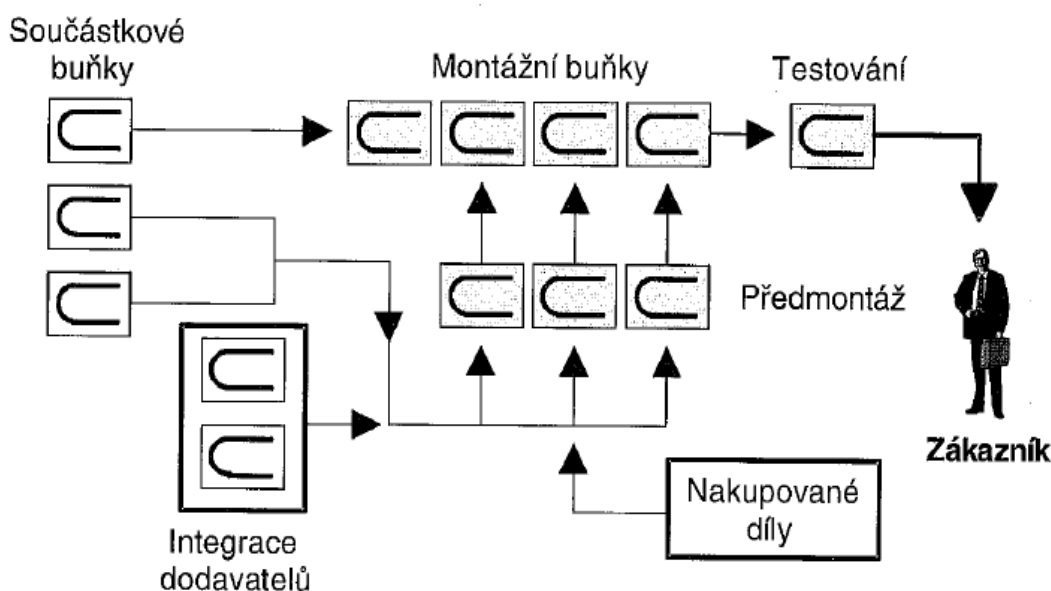 Součástkové
buňky
Montážní buňky
Testování
Předmontáž
Zákazník
Nakupované
díly
Integrace
dodavatelů